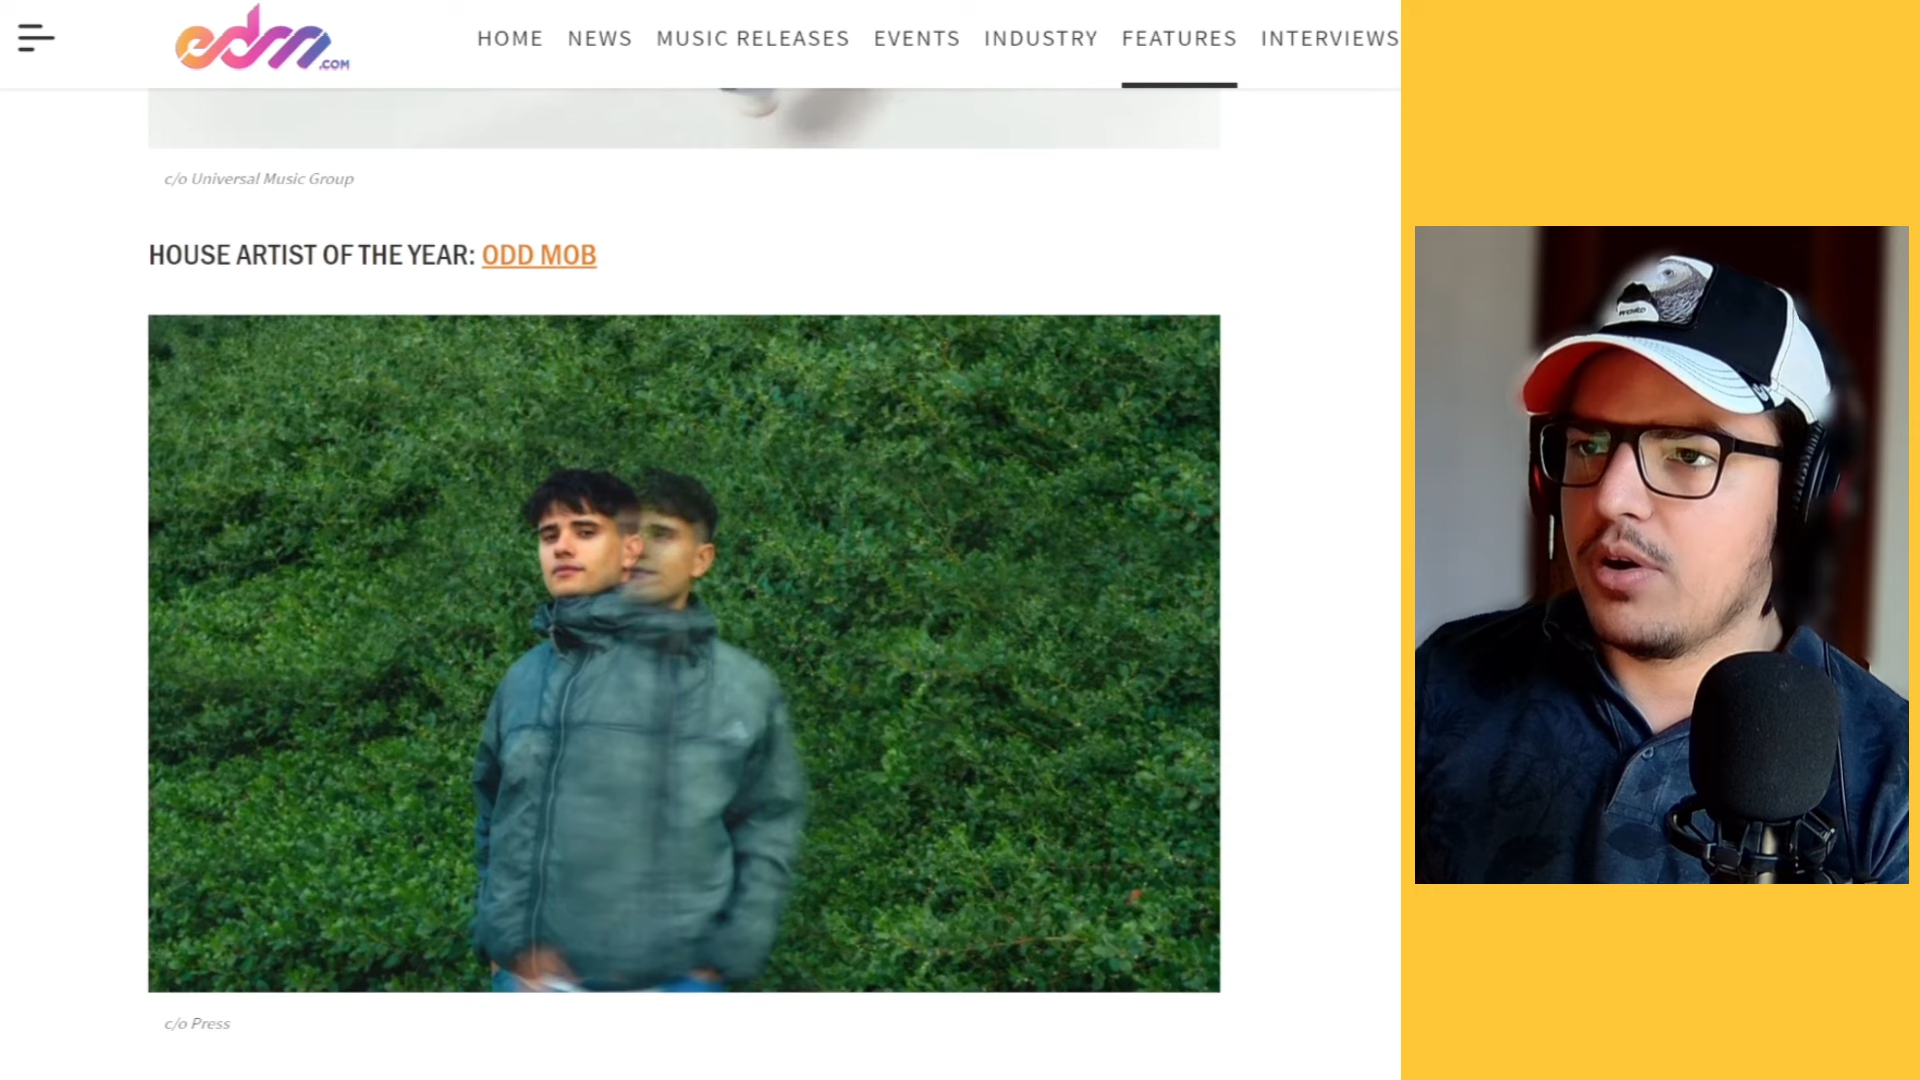 edm.COM
HOME NEWS MUSIC RELEASES EVENTS INDUSTRY FEATURES INTERVIEWS
c/o Universal Music Group
HOUSE ARTIST OF THE YEAR: ODD MOB
c/o Press
WORD